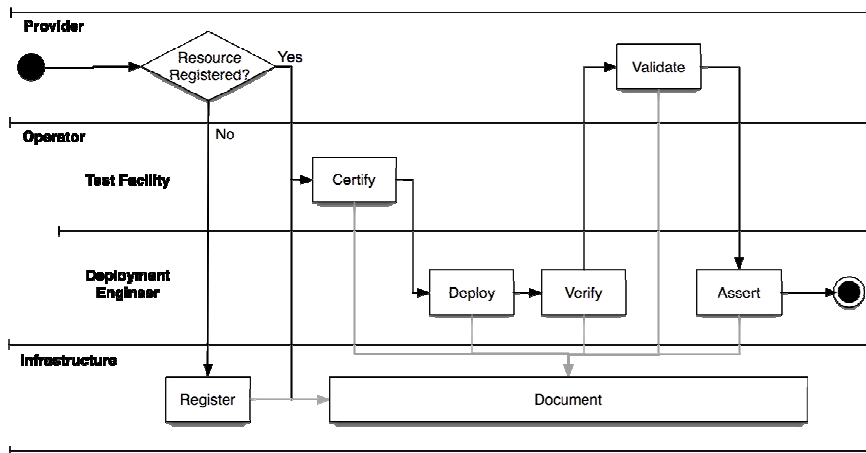 Provider
Resource
Registered?
Yes
Validate
No
Operator
Test Facility
Certify
Deployment
Engineer
Deploy
Verify
Assert
Infrastructure
Register
Document